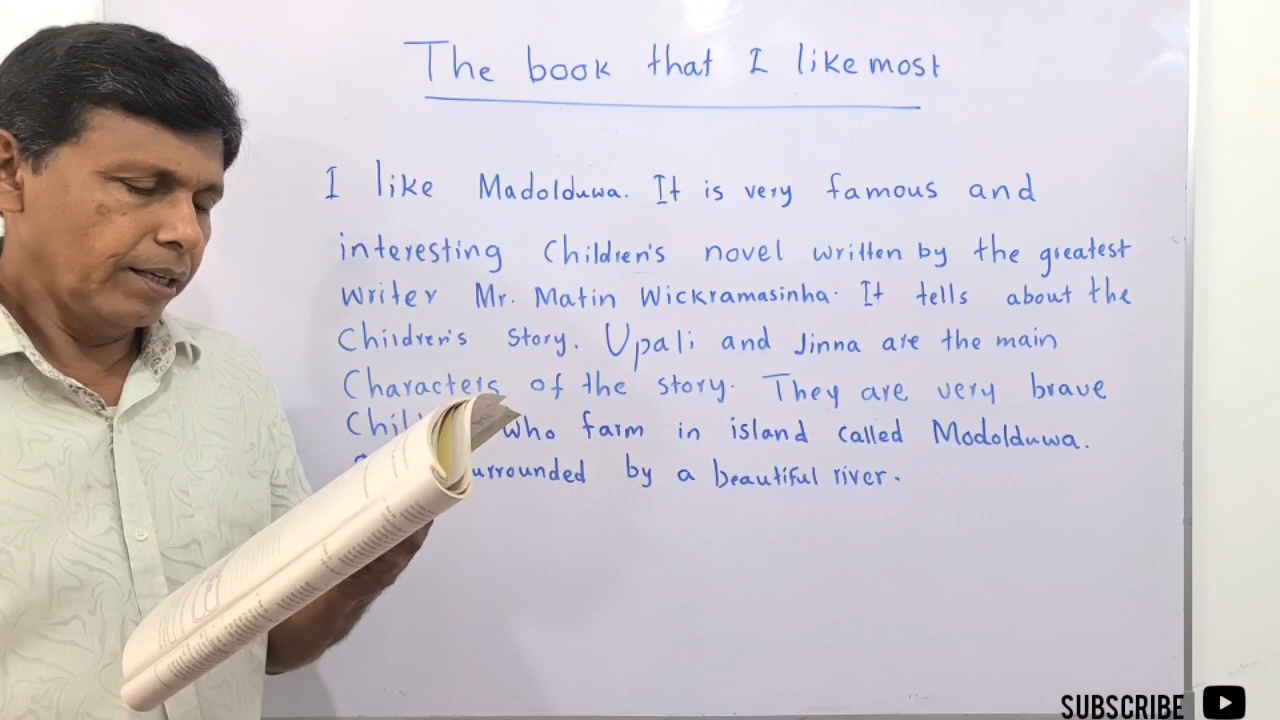 The book that I like most
I like Madolduwa. It is very famous and
interesting Children's novel written by the greatest
writer Mr. Matin Wickramasinha. It tells about the
Children's story. Upali and Jinna are the main
Characters of the story. They are very brave
who farm in island called Modolduwa.
by a beautiful river.
SUBSCRIBE